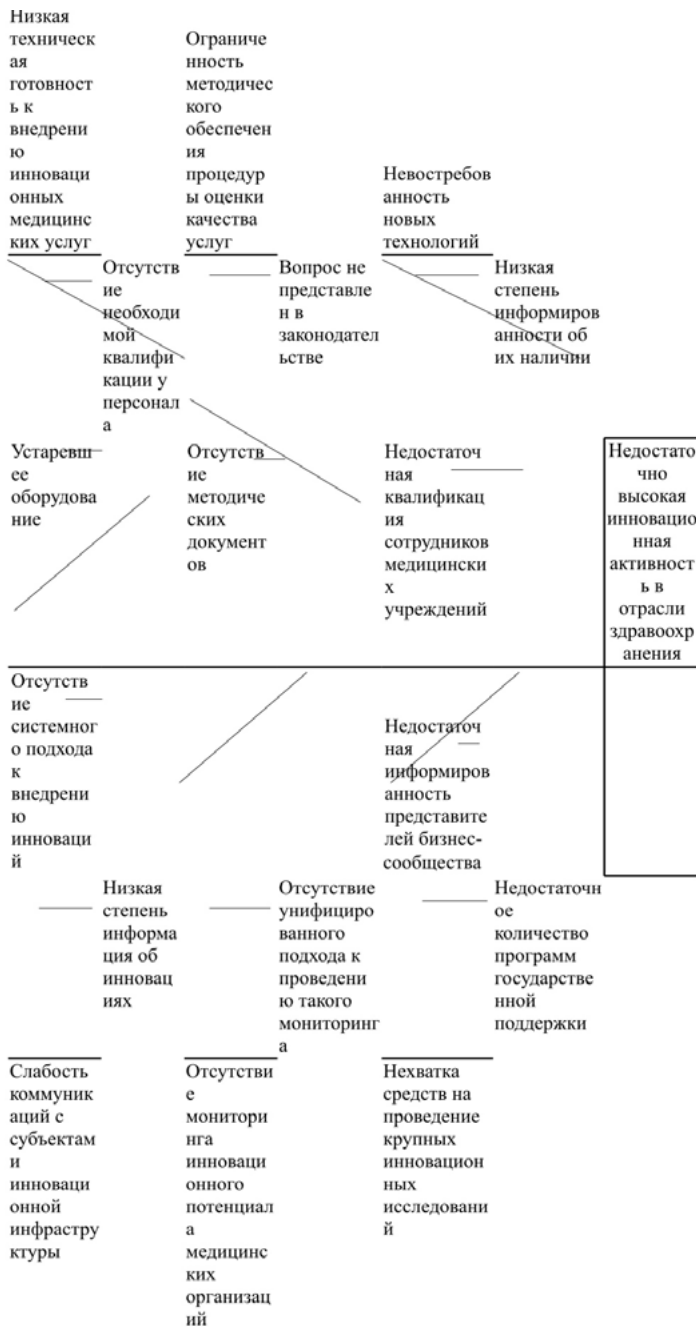 Низкая
техническ
ая
готовност
ь к
внедрени
ю
инноваци
онных
медицинс
ких услуг
Ограниче
нность
методичес
кого
обеспечен
ия
процедур
ы оценки
качества
услуг
Невостребов
анность
новых
технологий
Отсутств
ие
необходи
мой
квалифи
кации у
персонал
а
Вопрос не
представле
н в
законодател
ьстве
Низкая
степень
информиров
анности об
их наличии
Устаревш
ее
оборудова
ние
Отсутств
ие
методиче
ских
документ
ов
Недостаточ
ная
квалификац
ия
сотрудников
медицински
х
учреждений
Недостато
чно
высокая
инновацио
нная
активност
ь в
отрасли
здравоохр
анения
Отсутств
ие
системног
о подхода
к
внедрени
ю
инноваци
й
Недостаточ
ная
информиров
анность
представите
лей бизнес-
сообщества
Низкая
степень
информа
ция об
инновац
иях
Отсутствие
унифициро
ванного
подхода к
проведени
ю такого
мониторинг
а
Недостаточн
ое
количество
программ
государстве
нной
поддержки
Слабость
коммуник
аций с
субъектам
и
инноваци
онной
инфрастру
ктуры
Отсутстви
е
монитори
нга
инноваци
онного
потенциал
а
медицинс
ких
организац
ий
Нехватка
средств на
проведение
крупных
инновацион
ных
исследовани
й